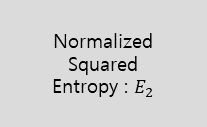 Normalized
Squared
Entropy : 𝐸₂